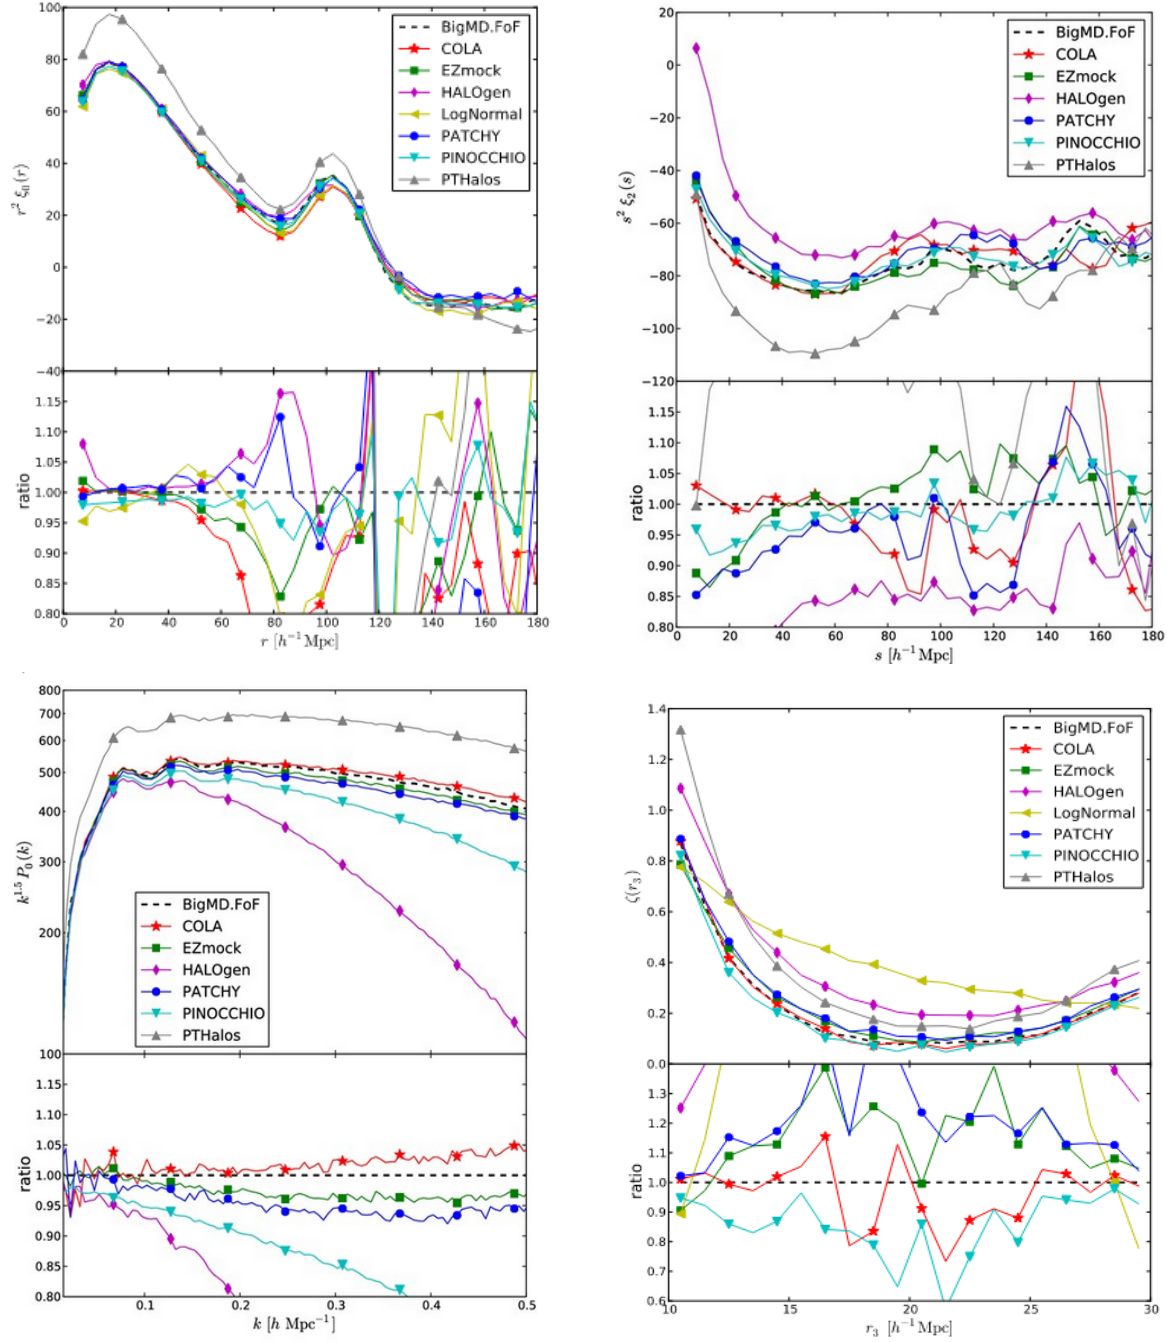 100
80
60
40
20
0
−20
−40
r² ξ₀(r)
BigMD.FoF
COLA
EZmock
HALOgen
LogNormal
PATCHY
PINOCCHIO
PTHalos
1.15
1.10
1.05
1.00
0.95
0.90
0.85
0.80
ratio
0 20 40 60 80 100 120 140 160 180
r [h⁻¹ Mpc]
20
0
−20
−40
−60
−80
−100
−120
s² ξ₂(s)
BigMD.FoF
COLA
EZmock
HALOgen
PATCHY
PINOCCHIO
PTHalos
1.15
1.10
1.05
1.00
0.95
0.90
0.85
0.80
ratio
0 20 40 60 80 100 120 140 160 180
s [h⁻¹ Mpc]
800
700
600
500
400
300
200
100
k¹·⁵ P₀(k)
BigMD.FoF
COLA
EZmock
HALOgen
PATCHY
PINOCCHIO
PTHalos
1.15
1.10
1.05
1.00
0.95
0.90
0.85
0.80
ratio
0.1 0.2 0.3 0.4 0.5
k [h Mpc⁻¹]
1.4
1.2
1.0
0.8
0.6
0.4
0.2
0.0
ζ(r₃)
BigMD.FoF
COLA
EZmock
HALOgen
LogNormal
PATCHY
PINOCCHIO
PTHalos
1.3
1.2
1.1
1.0
0.9
0.8
0.7
0.6
ratio
10 15 20 25 30
r₃ [h⁻¹ Mpc]